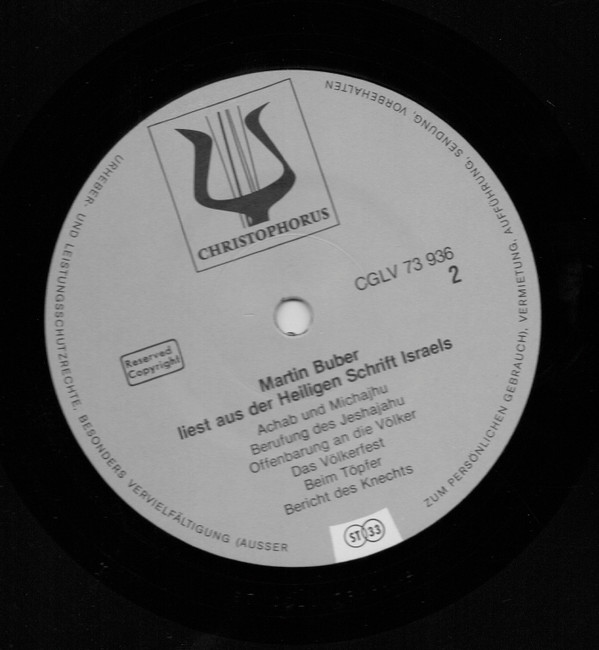 CHRISTOPHORUS
CGLV 73 936
2
Reserved
Copyright
Martin Buber
liest aus der Heiligen Schrift Israels
Achab und Michajhu
Berufung des Jeshajahu
Offenbarung an die Völker
Das Völkerfest
Beim Töpfer
Bericht des Knechts
ST 33
URHEBER- UND LEISTUNGSSCHUTZRECHTE, BESONDERS VERVIELFÄLTIGUNG (AUSSER ZUM PERSÖNLICHEN GEBRAUCH), VERMIETUNG, AUFFÜHRUNG, SENDUNG, VORBEHALTEN